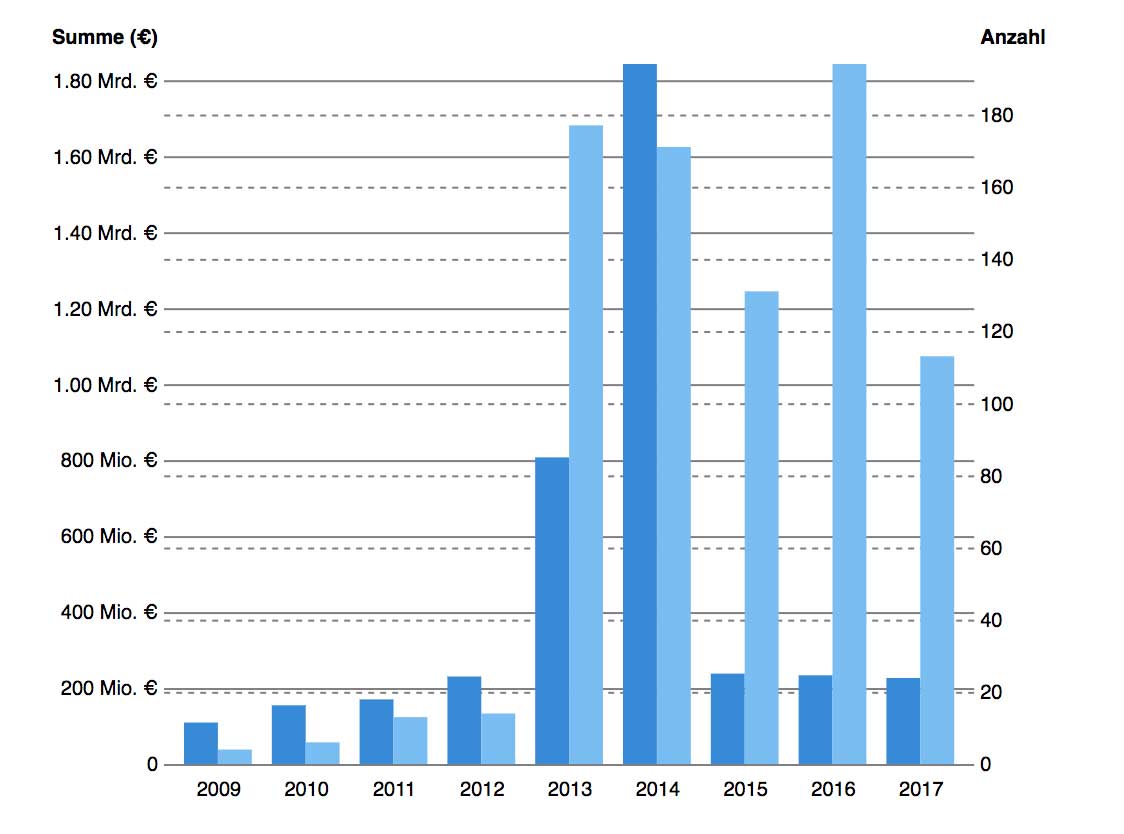 Summe (€) Anzahl
1.80 Mrd. €
180
1.60 Mrd. €
160
1.40 Mrd. €
140
1.20 Mrd. €
120
1.00 Mrd. €
100
800 Mio. €
80
600 Mio. €
60
400 Mio. €
40
200 Mio. €
20
0 0
2009 2010 2011 2012 2013 2014 2015 2016 2017